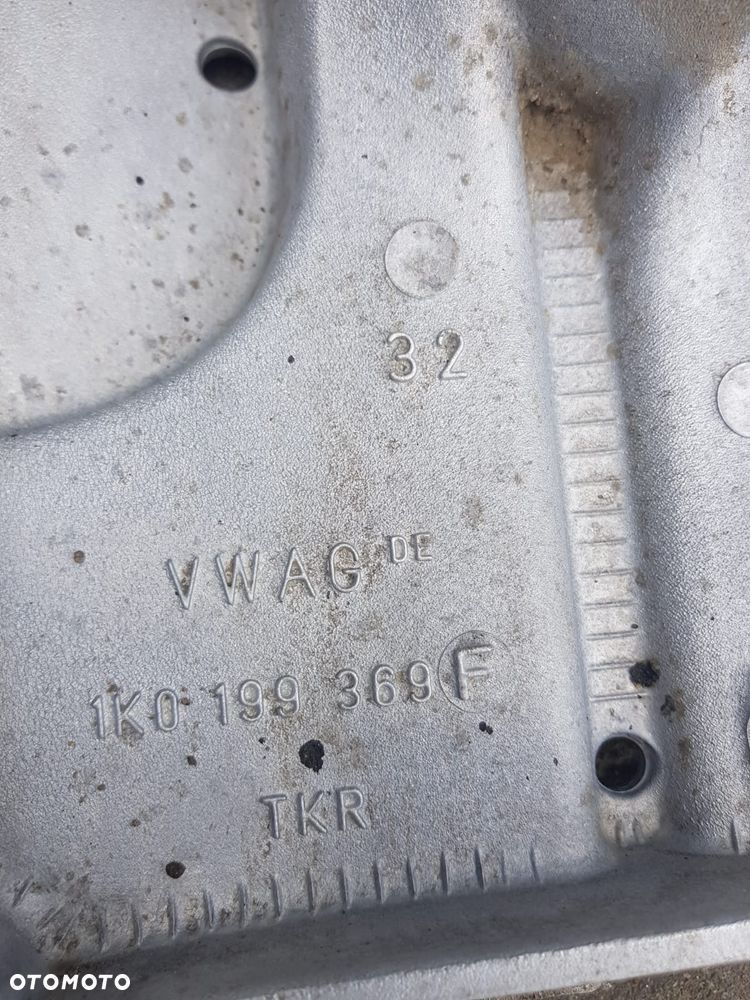 32
VWAG DE
1K0 199 369 F
TKR
OTOMOTO